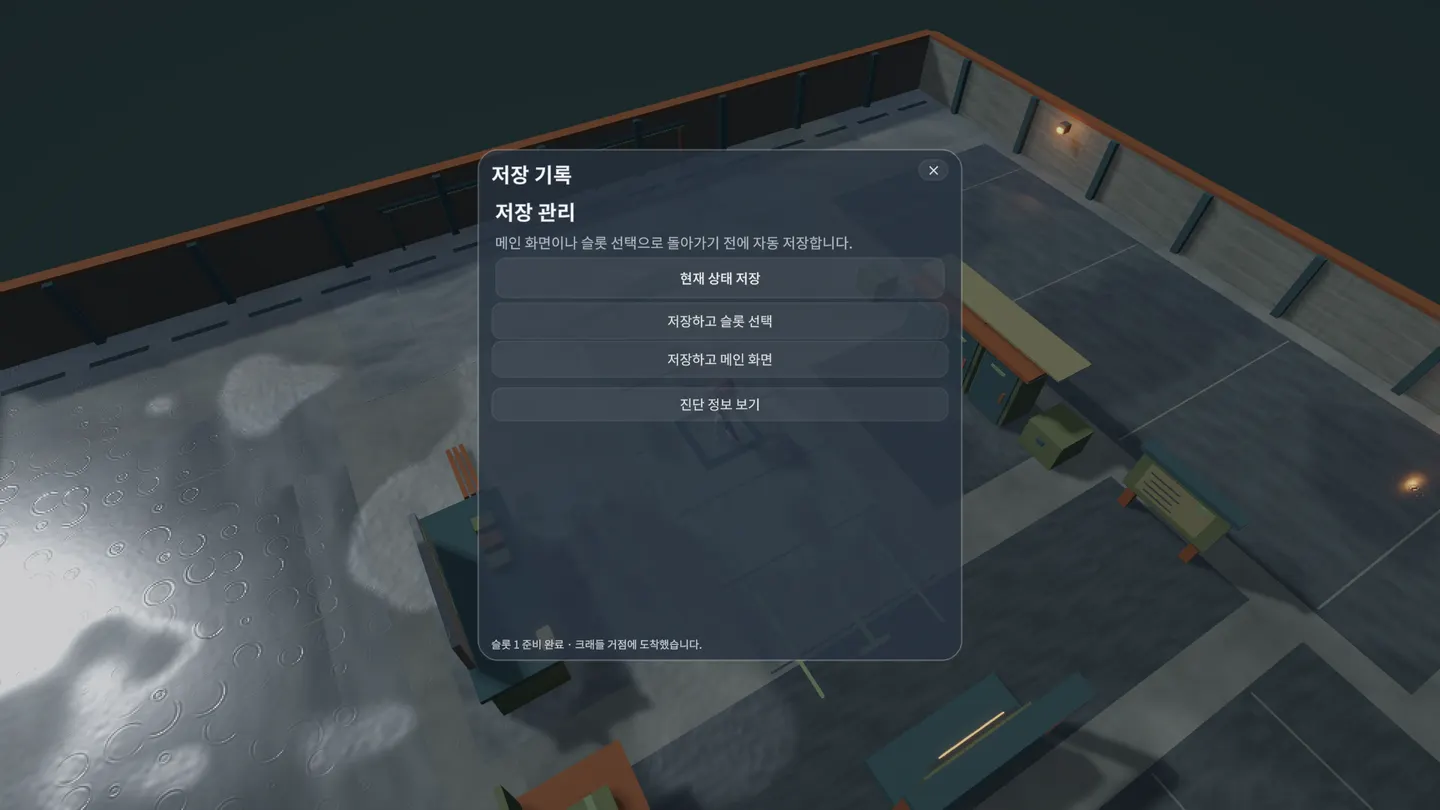 저장 기록
저장 관리
메인 화면이나 슬롯 선택으로 돌아가기 전에 자동 저장합니다.
현재 상태 저장
저장하고 슬롯 선택
저장하고 메인 화면
진단 정보 보기
슬롯 1 준비 완료 · 크래들 거점에 도착했습니다.